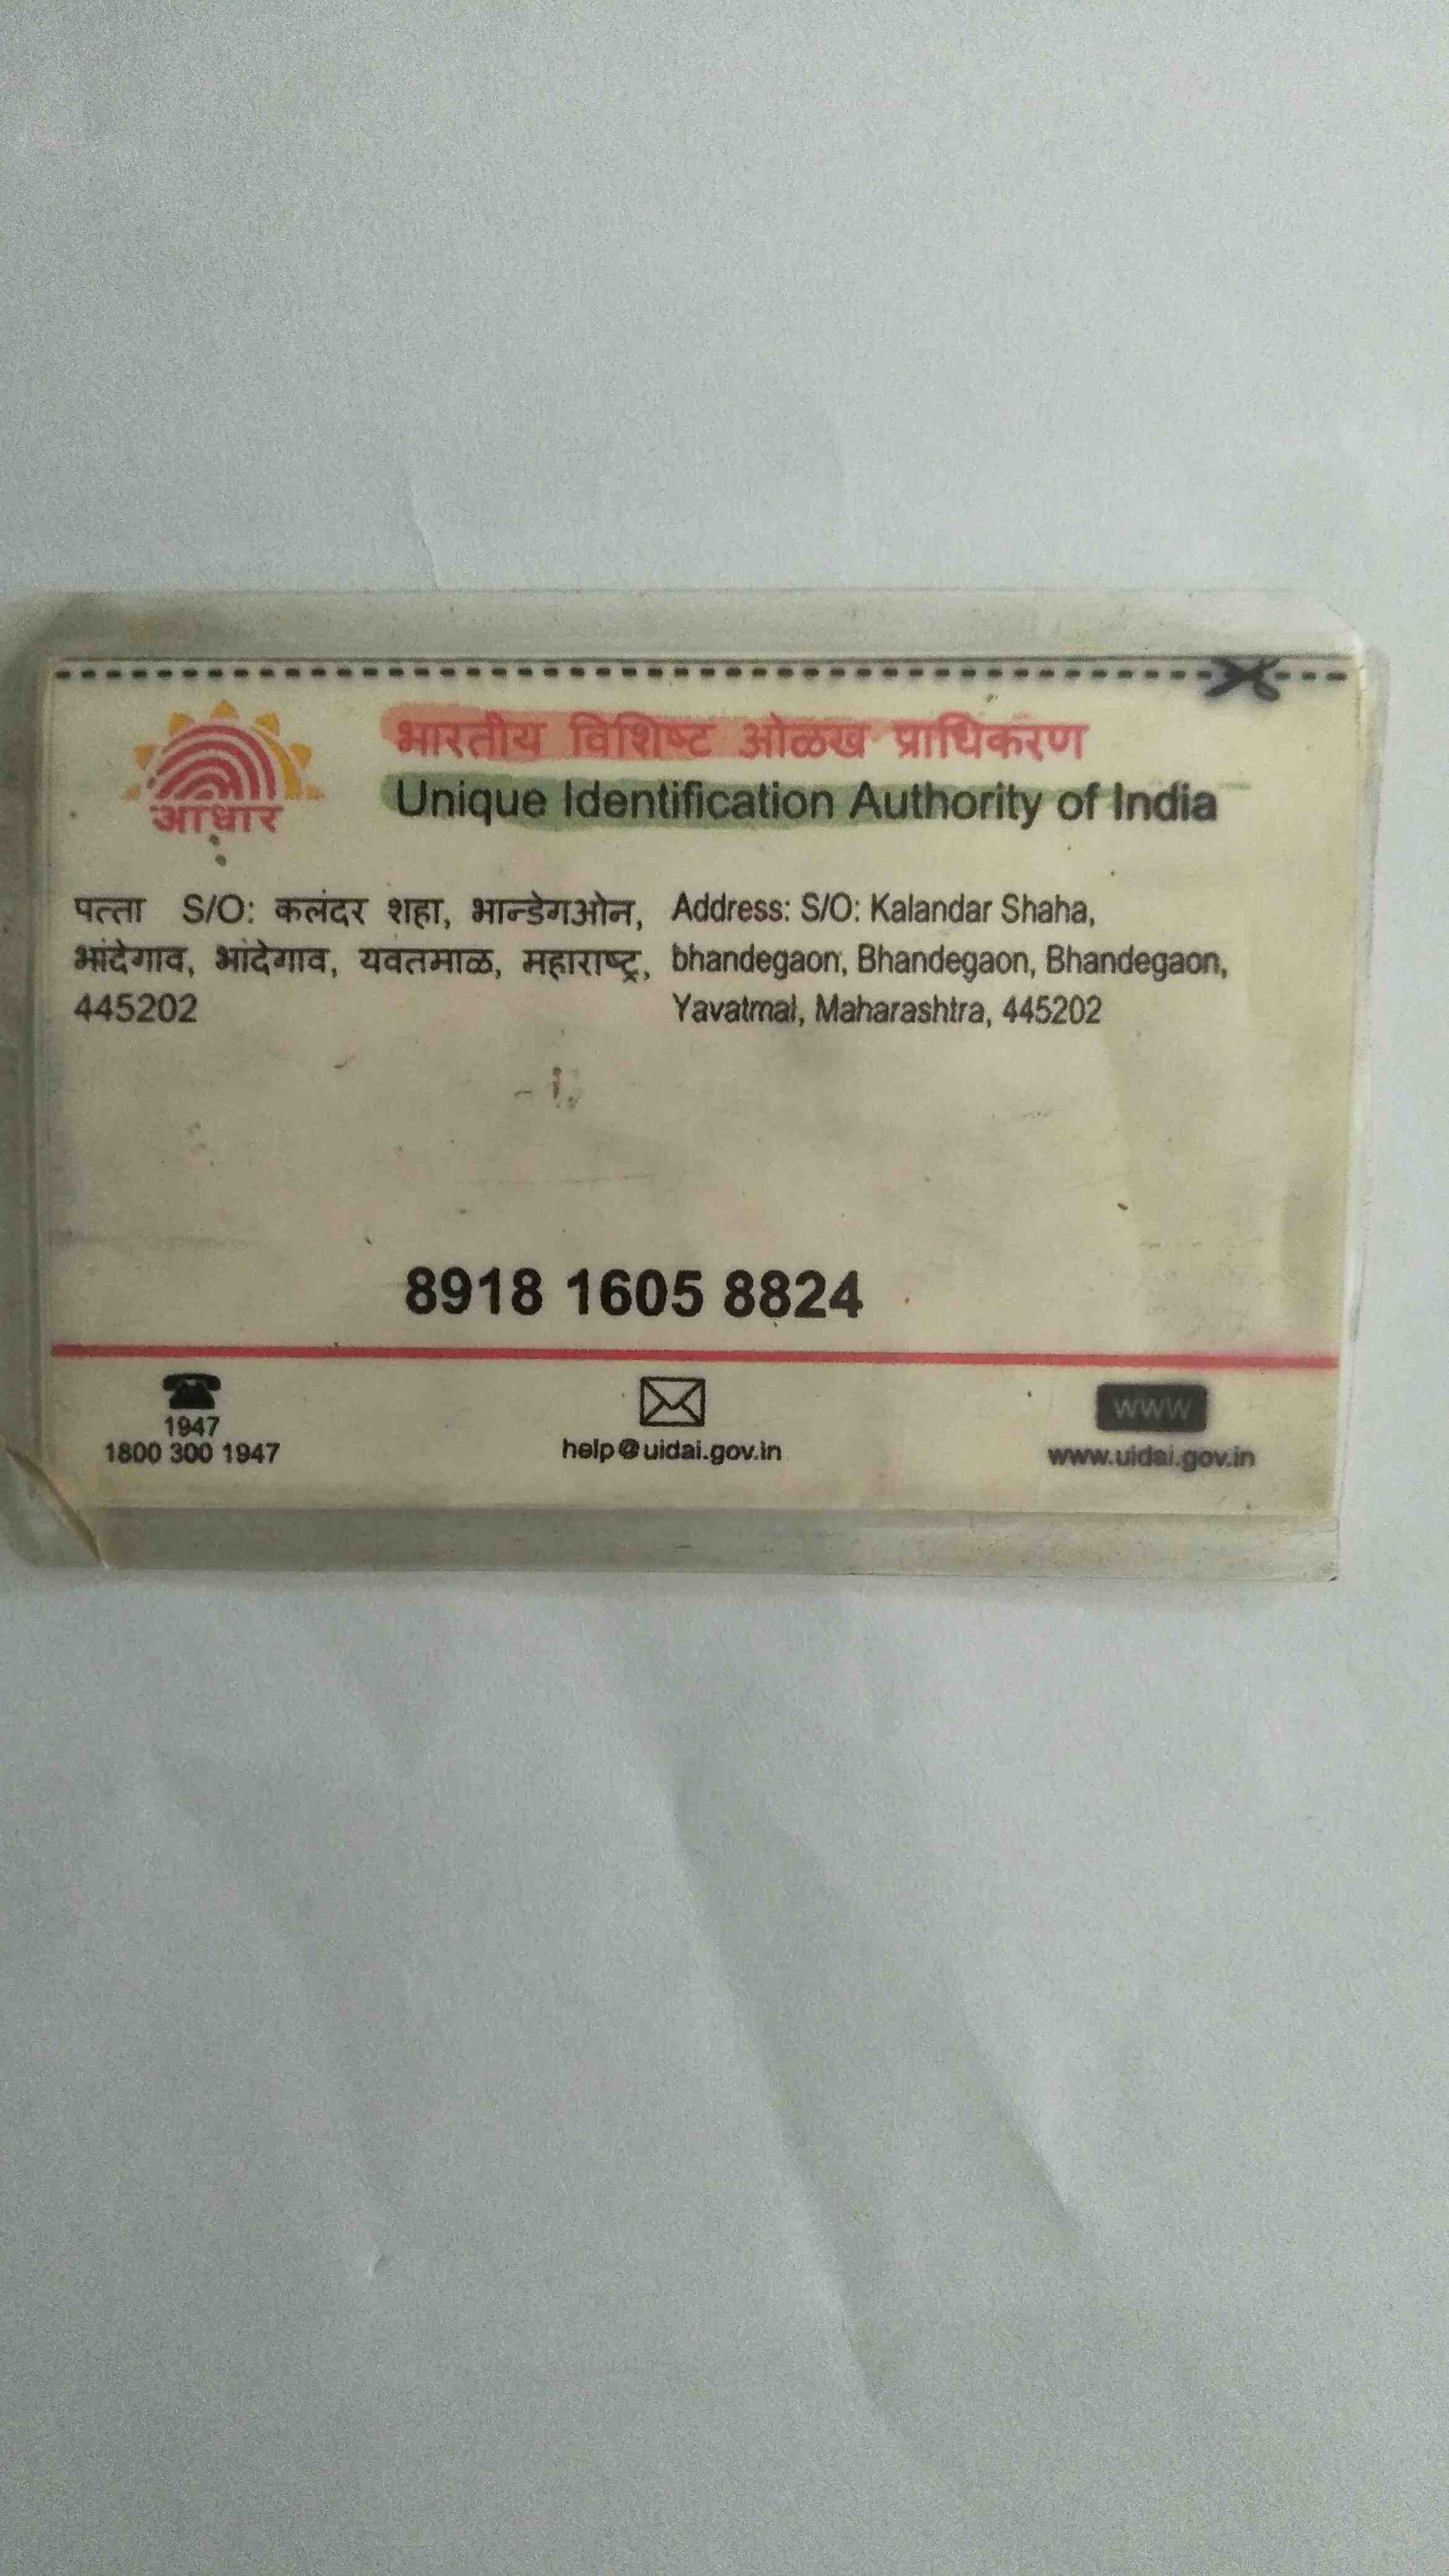 आधार
भारतीय विशिष्ट ओळख प्राधिकरण
Unique Identification Authority of India
पत्ता S/O: कलंदर शहा, भान्डेगओन,
भांदेगाव, भांदेगाव, यवतमाळ, महाराष्ट्र,
445202
Address: S/O: Kalandar Shaha,
bhandegaon, Bhandegaon, Bhandegaon,
Yavatmal, Maharashtra, 445202
8918 1605 8824
1947
1800 300 1947
help@uidai.gov.in
www
www.uidai.gov.in